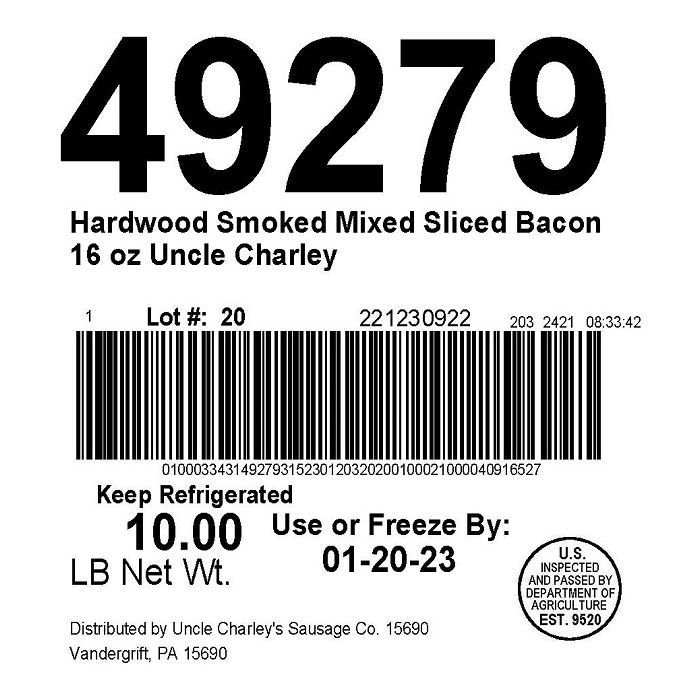 49279
Hardwood Smoked Mixed Sliced Bacon
16 oz Uncle Charley
1 Lot #: 20 221230922 203 2421 08:33:42
01000334314927931523012032020010002100004091652​7
Keep Refrigerated
10.00
LB Net Wt.
Use or Freeze By:
01-20-23
U.S.
INSPECTED
AND PASSED BY
DEPARTMENT OF
AGRICULTURE
EST. 9520
Distributed by Uncle Charley's Sausage Co. 15690
Vandergrift, PA 15690